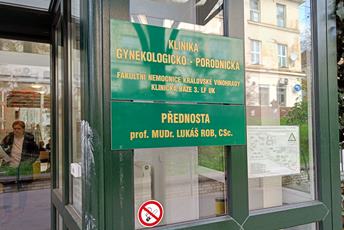 KLINIKA
GYNEKOLOGICKO - PORODNICKÁ
FAKULTNÍ NEMOCNICE KRÁLOVSKÉ VINOHRADY
KLINICKÁ BÁZE 3. LF UK
PŘEDNOSTA
prof. MUDr. LUKÁŠ ROB, CSc.